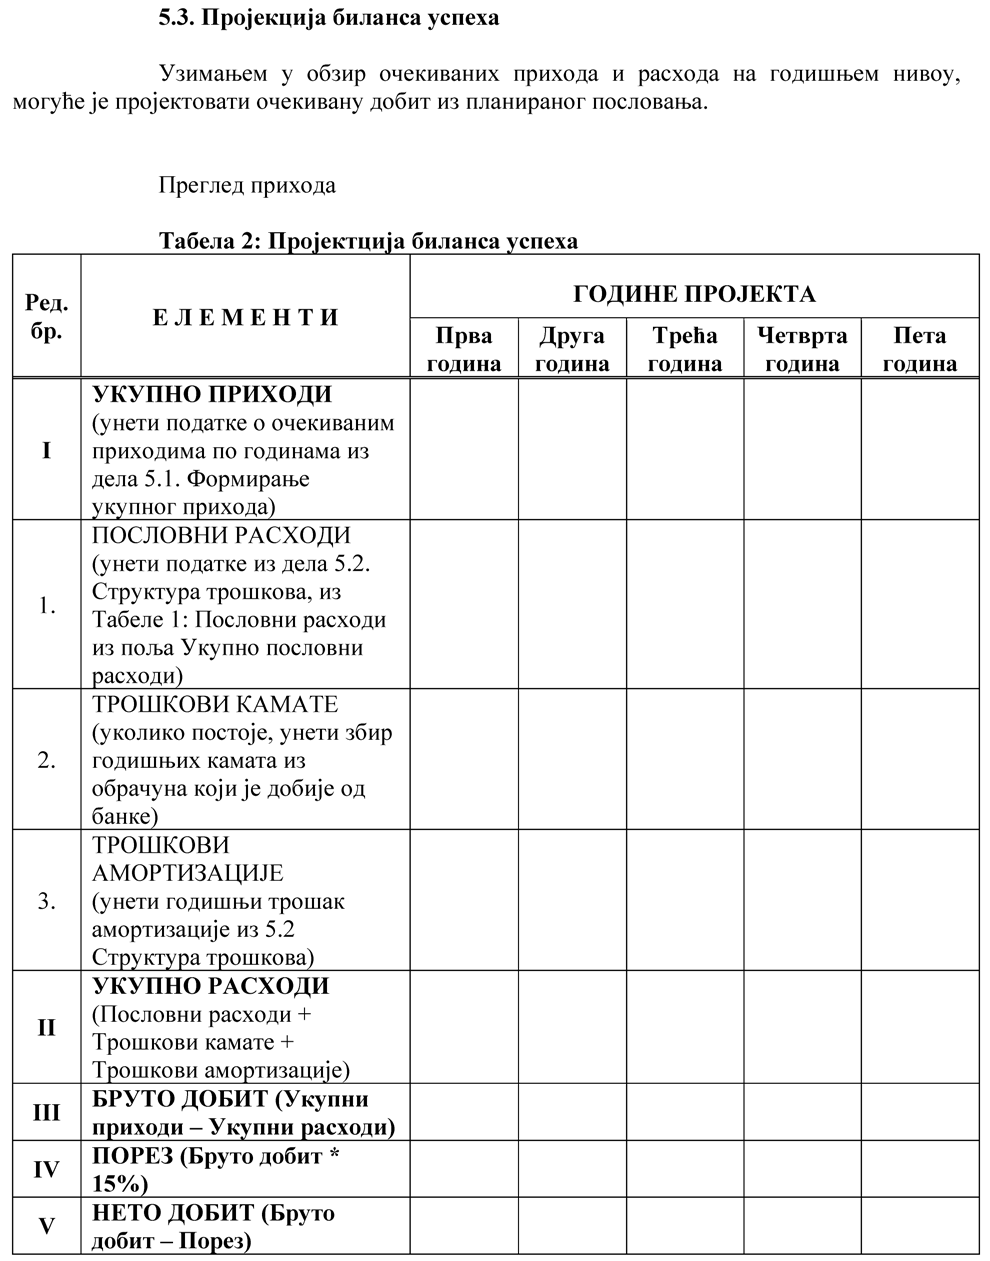 5.3. Пројекција биланса успеха
Узимањем у обзир очекиваних прихода и расхода на годишњем нивоу,
могуће је пројектовати очекивану добит из планираног пословања.
Преглед прихода
Табела 2: Пројектција биланса успеха
Ред.
бр.
Е Л Е М Е Н Т И
ГОДИНЕ ПРОЈЕКТА
Прва
година
Друга
година
Трећа
година
Четврта
година
Пета
година
I
УКУПНО ПРИХОДИ
(унети податке о очекиваним
приходима по годинама из
дела 5.1. Формирање
укупног прихода)
1.
ПОСЛОВНИ РАСХОДИ
(унети податке из дела 5.2.
Структура трошкова, из
Табеле 1: Пословни расходи
из поља Укупно пословни
расходи)
2.
ТРОШКОВИ КАМАТЕ
(уколико постоје, унети збир
годишњих камата из
обрачуна који је добије од
банке)
3.
ТРОШКОВИ
АМОРТИЗАЦИЈЕ
(унети годишњи трошак
амортизације из 5.2
Структура трошкова)
II
УКУПНО РАСХОДИ
(Пословни расходи +
Трошкови камате +
Трошкови амортизације)
III
БРУТО ДОБИТ (Укупни
приходи – Укупни расходи)
IV
ПОРЕЗ (Бруто добит *
15%)
V
НЕТО ДОБИТ (Бруто
добит – Порез)